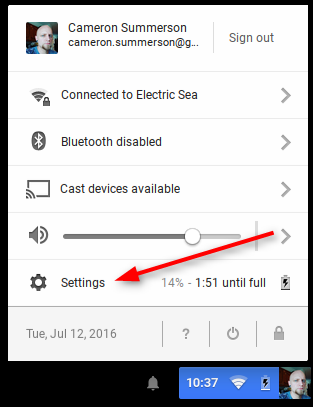 Cameron Summerson
cameron.summerson@g...
Sign out
Connected to Electric Sea
Bluetooth disabled
Cast devices available
Settings 14% - 1:51 until full
Tue, Jul 12, 2016 ?
10:37